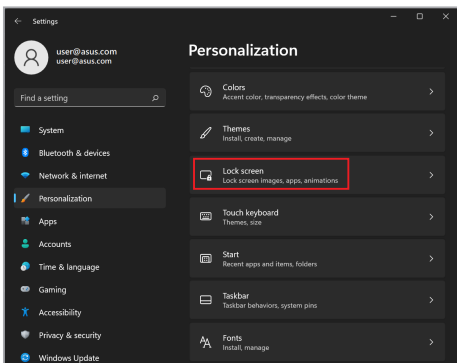 Settings
user@asus.com
user@asus.com
Find a setting
System
Bluetooth & devices
Network & internet
Personalization
Apps
Accounts
Time & language
Gaming
Accessibility
Privacy & security
Windows Update
Personalization
Colors
Accent color, transparency effects, color theme
Themes
Install, create, manage
Lock screen
Lock screen images, apps, animations
Touch keyboard
Themes, size
Start
Recent apps and items, folders
Taskbar
Taskbar behaviors, system pins
Fonts
Install, manage